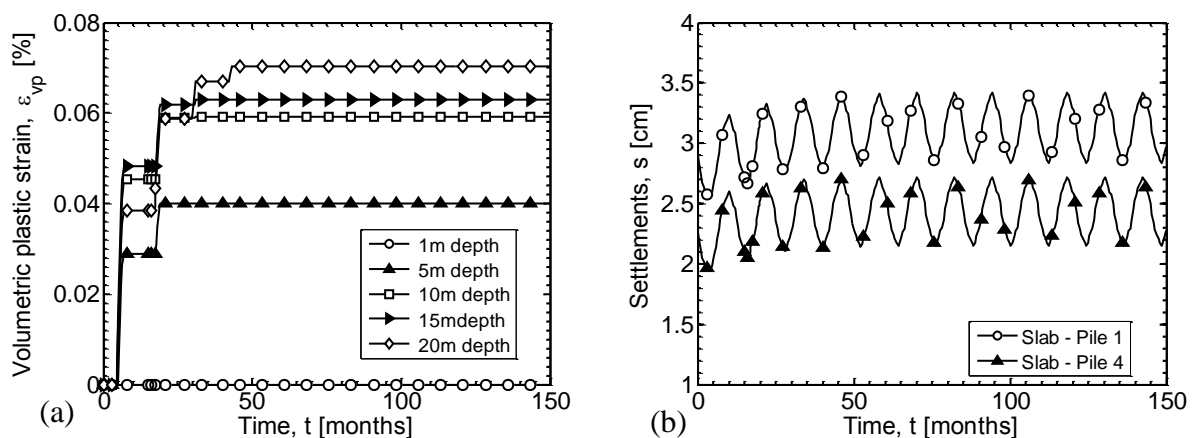 Volumetric plastic strain, ε_vp [%]
0.08
0.06
0.04
0.02
0
0
50
100
150
Time, t [months]
1m depth
5m depth
10m depth
15mdepth
20m depth
(a)
Settlements, s [cm]
4
3.5
3
2.5
2
1.5
1
0
50
100
150
Time, t [months]
Slab - Pile 1
Slab - Pile 4
(b)